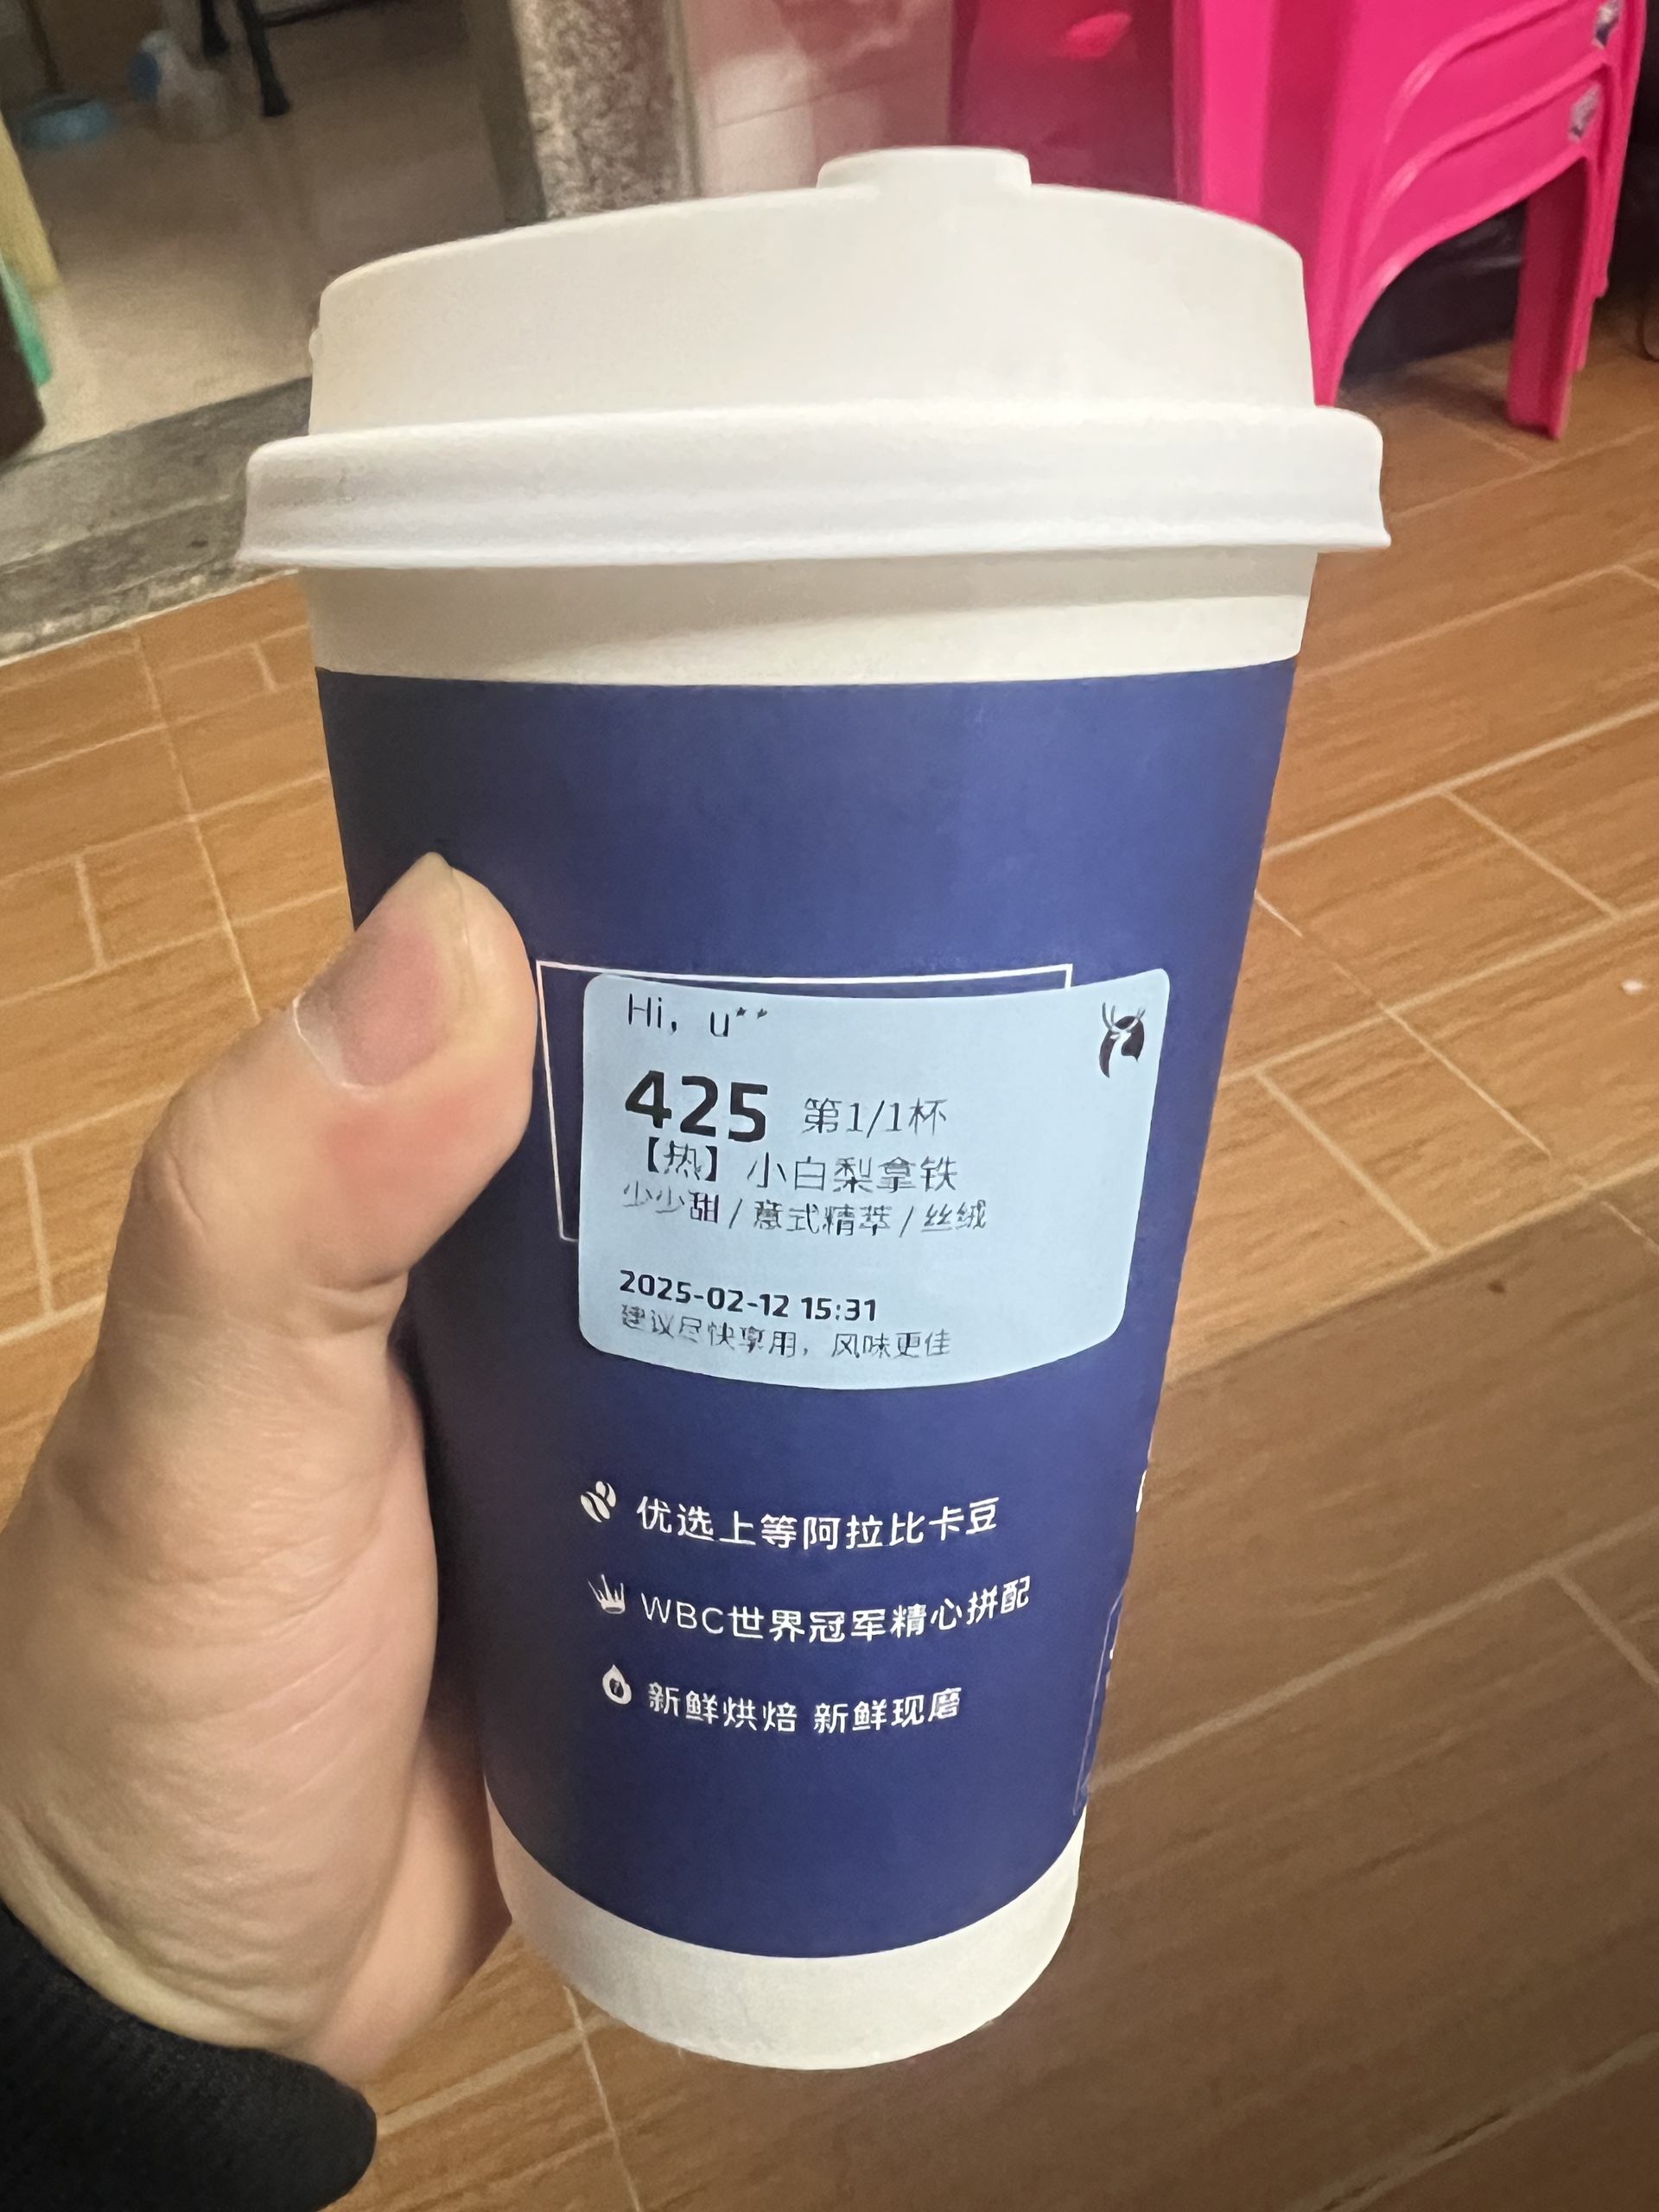 Hi, u**
425 第1/1杯
【热】小白梨拿铁
少少甜 / 意式精萃 / 丝绒
2025-02-12 15:31
建议尽快享用，风味更佳
优选上等阿拉比卡豆
WBC世界冠军精心拼配
新鲜烘焙 新鲜现磨